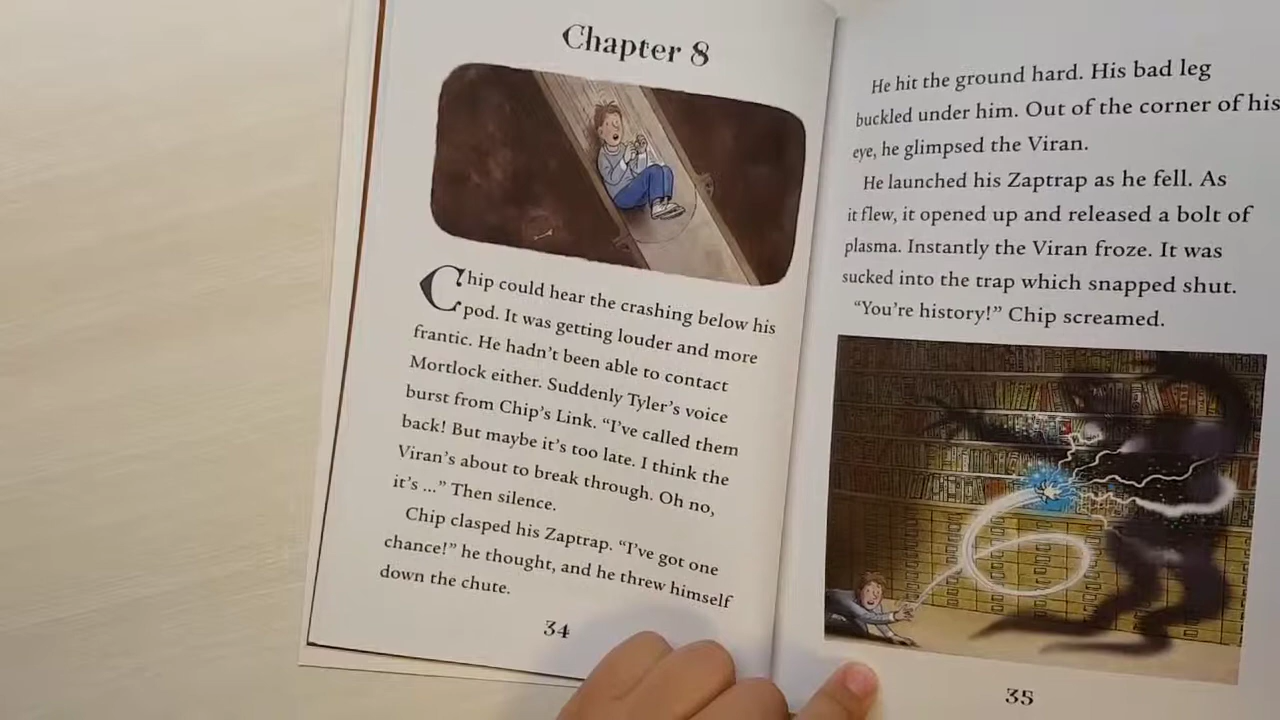 Chapter 8
Chip could hear the crashing below his
pod. It was getting louder and more
frantic. He hadn't been able to contact
Mortlock either. Suddenly Tyler's voice
burst from Chip's Link. "I've called them
back! But maybe it's too late. I think the
Viran's about to break through. Oh no,
it's ..." Then silence.
Chip clasped his Zaptrap. "I've got one
chance!" he thought, and he threw himself
down the chute.
34
He hit the ground hard. His bad leg
buckled under him. Out of the corner of his
eye, he glimpsed the Viran.
He launched his Zaptrap as he fell. As
it flew, it opened up and released a bolt of
plasma. Instantly the Viran froze. It was
sucked into the trap which snapped shut.
"You're history!" Chip screamed.
35